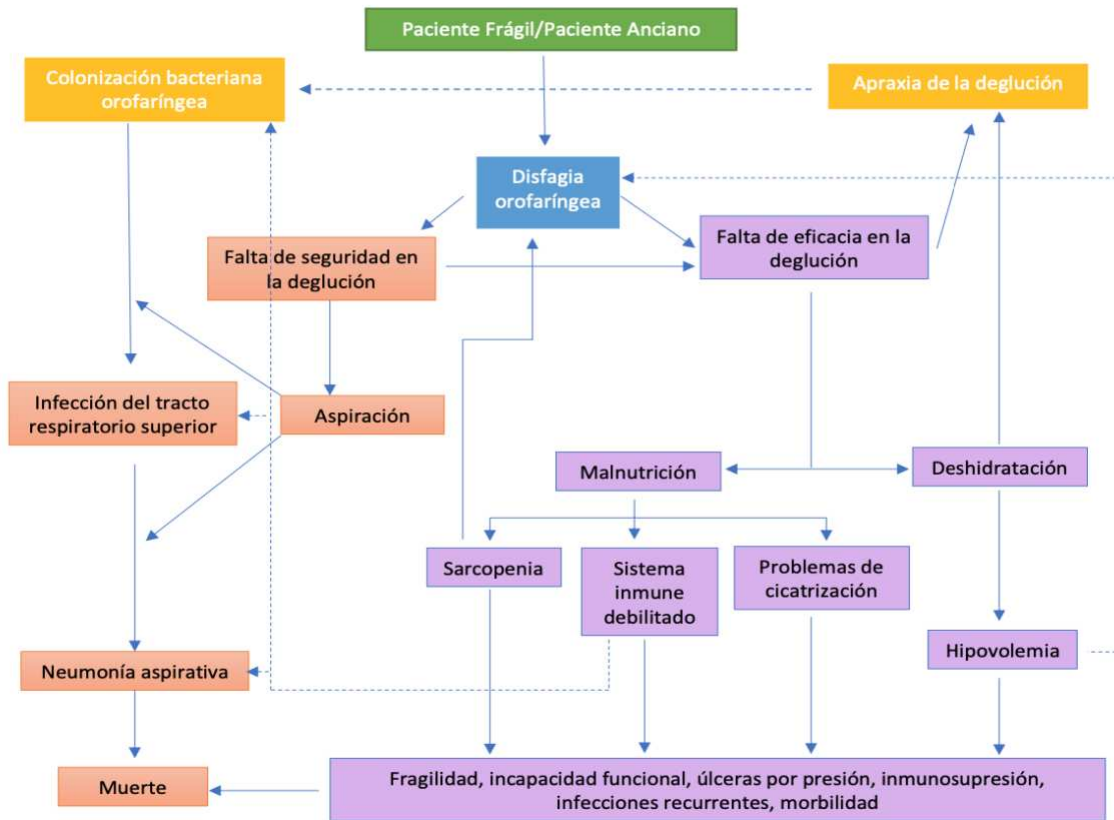 Paciente Frágil/Paciente Anciano
Colonización bacteriana
orofaríngea
Apraxia de la deglución
Disfagia
orofaríngea
Falta de seguridad en
la deglución
Falta de eficacia en la
deglución
Infección del tracto
respiratorio superior
Aspiración
Malnutrición
Deshidratación
Sarcopenia
Sistema
inmune
debilitado
Problemas de
cicatrización
Neumonía aspirativa
Hipovolemia
Muerte
Fragilidad, incapacidad funcional, úlceras por presión, inmunosupresión,
infecciones recurrentes, morbilidad